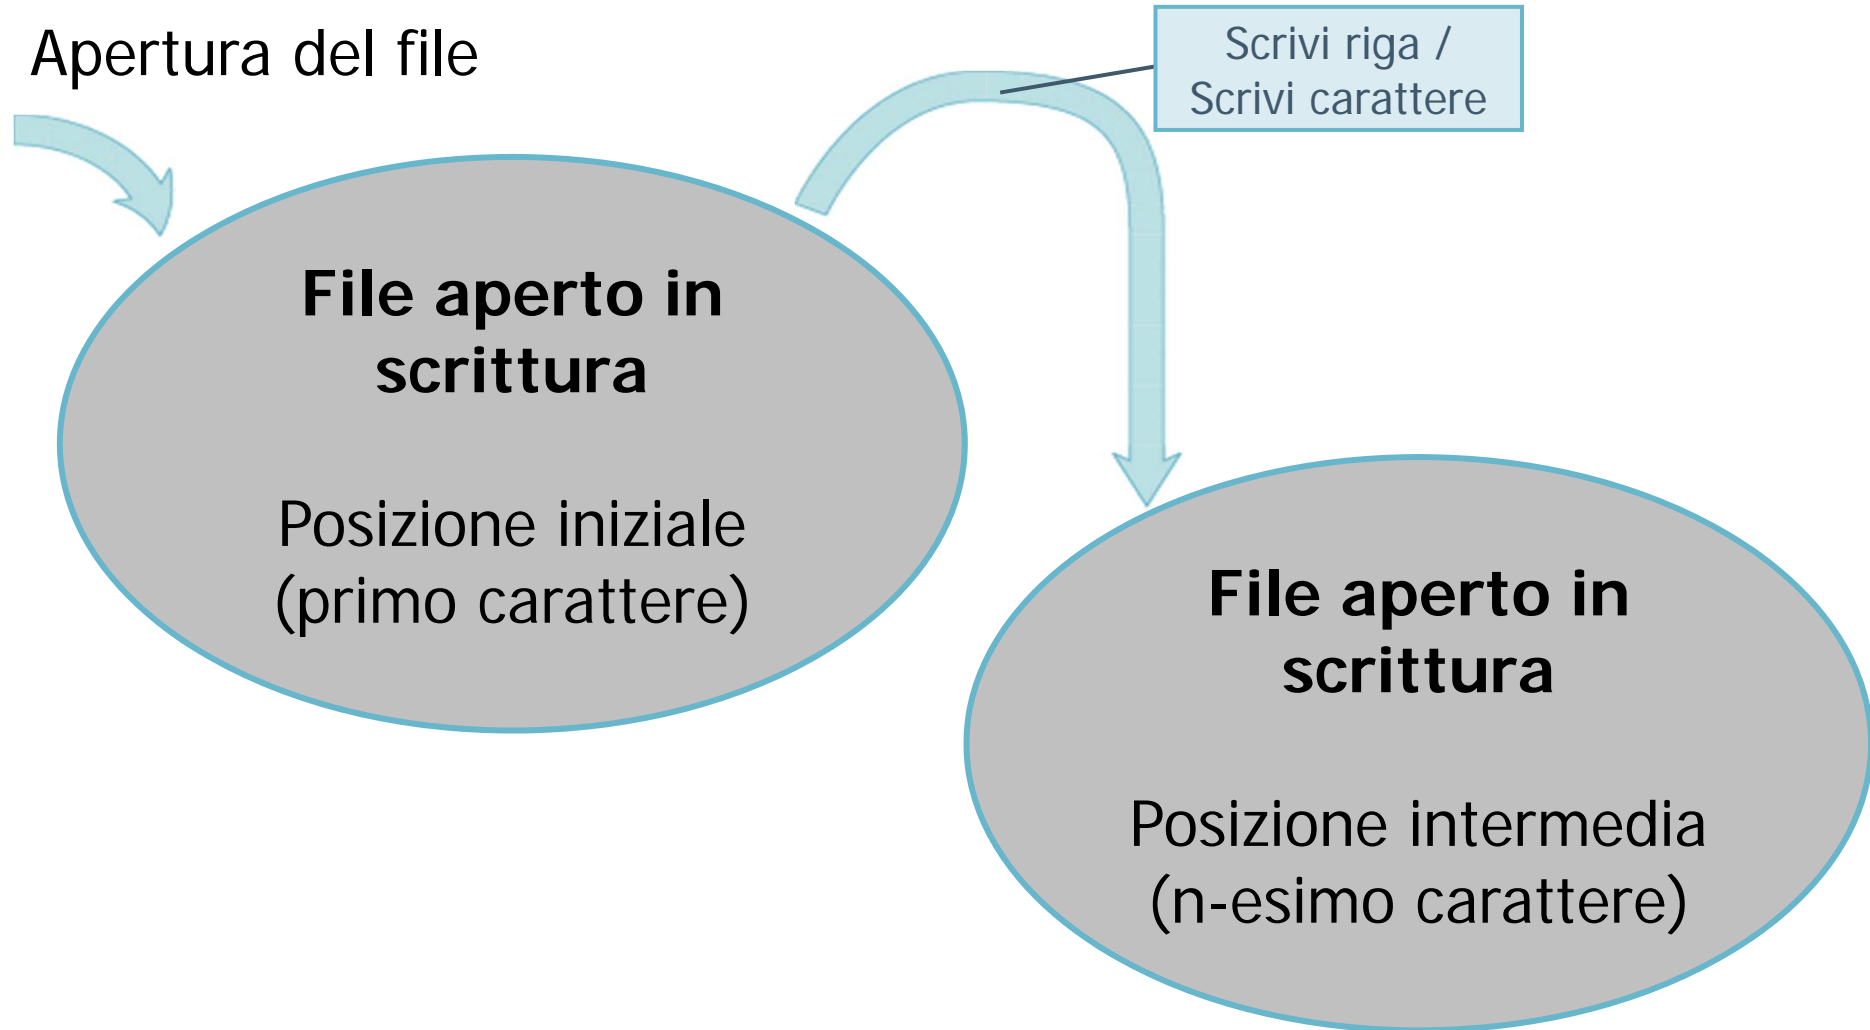 Apertura del file
Scrivi riga /
Scrivi carattere
File aperto in
scrittura
Posizione iniziale
(primo carattere)
File aperto in
scrittura
Posizione intermedia
(n-esimo carattere)